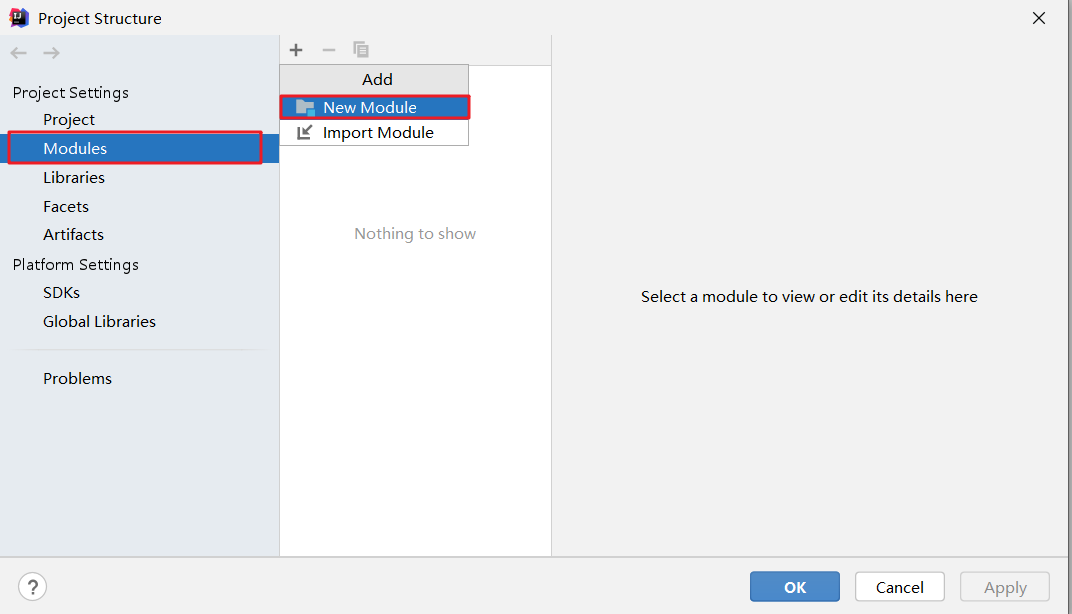 Project Structure
Project Settings
Project
Modules
Libraries
Facets
Artifacts
Platform Settings
SDKs
Global Libraries
Problems
Add
New Module
Import Module
Nothing to show
Select a module to view or edit its details here
?
OK
Cancel
Apply